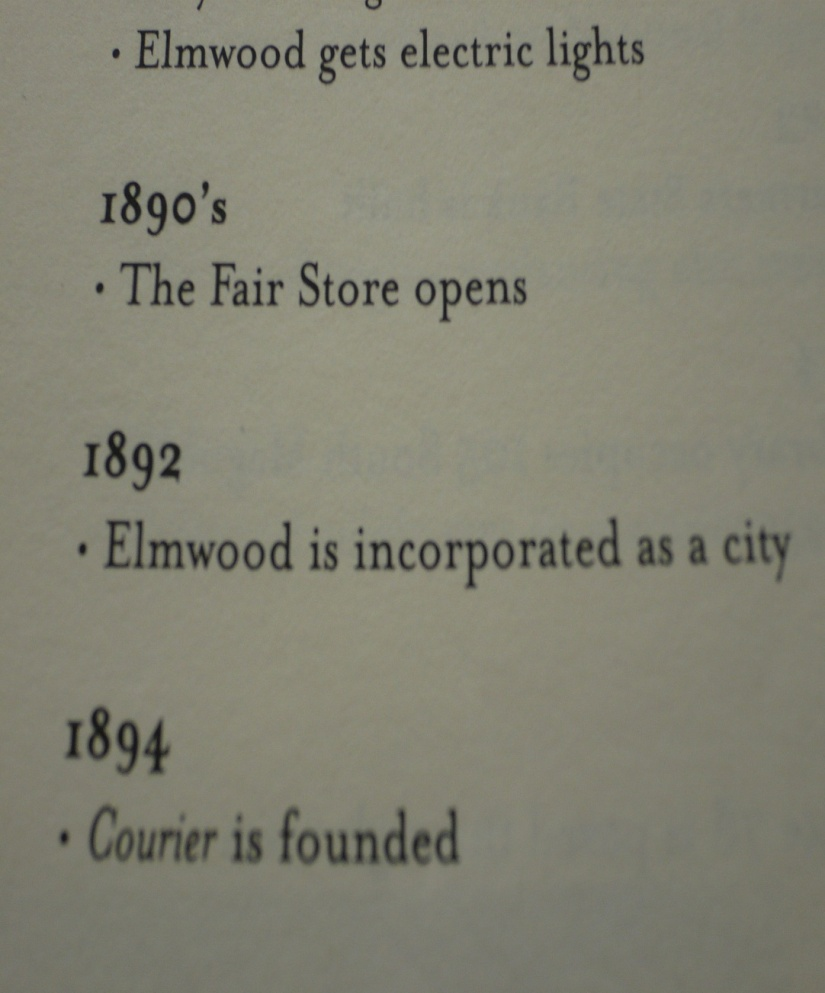 • Elmwood gets electric lights
1890's
• The Fair Store opens
1892
• Elmwood is incorporated as a city
1894
• Courier is founded